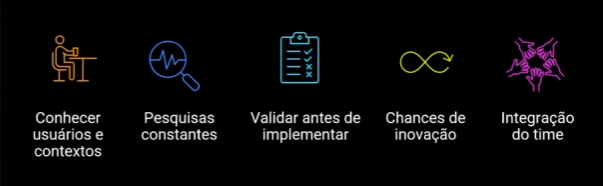 Conhecer
usuários e
contextos
Pesquisas
constantes
Validar antes de
implementar
Chances de
inovação
Integração
do time